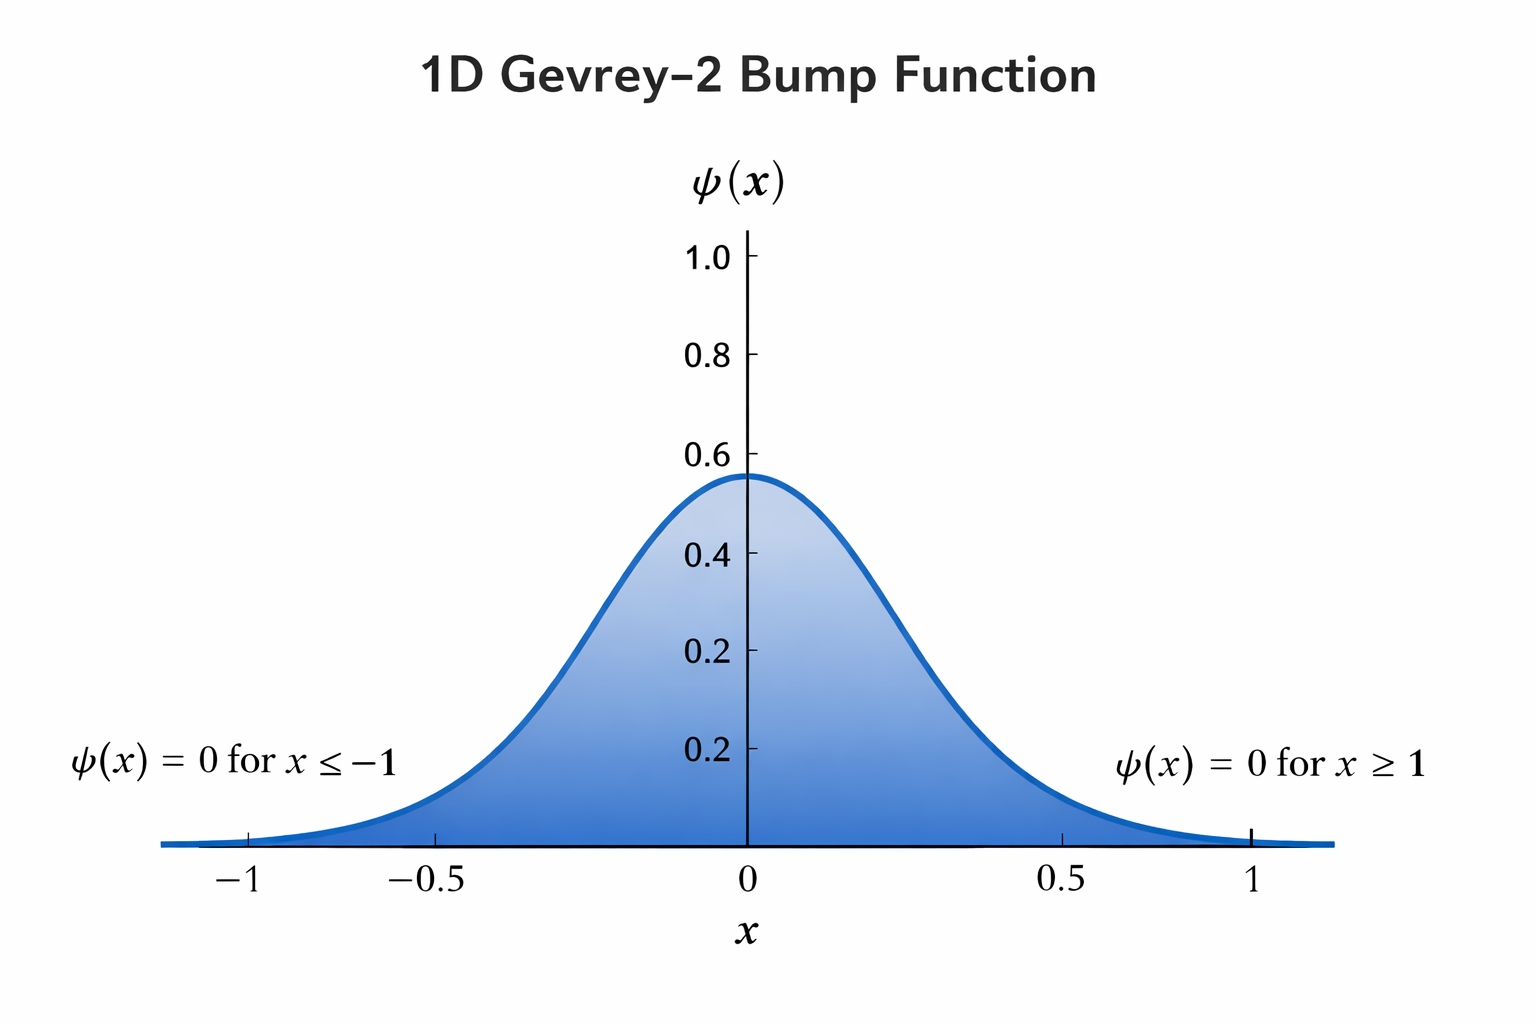 1D Gevrey–2 Bump Function
ψ(x)
1.0
0.8
0.6
0.4
0.2
0.2
ψ(x) = 0 for x ≤ −1
ψ(x) = 0 for x ≥ 1
−1 −0.5 0 0.5 1
x